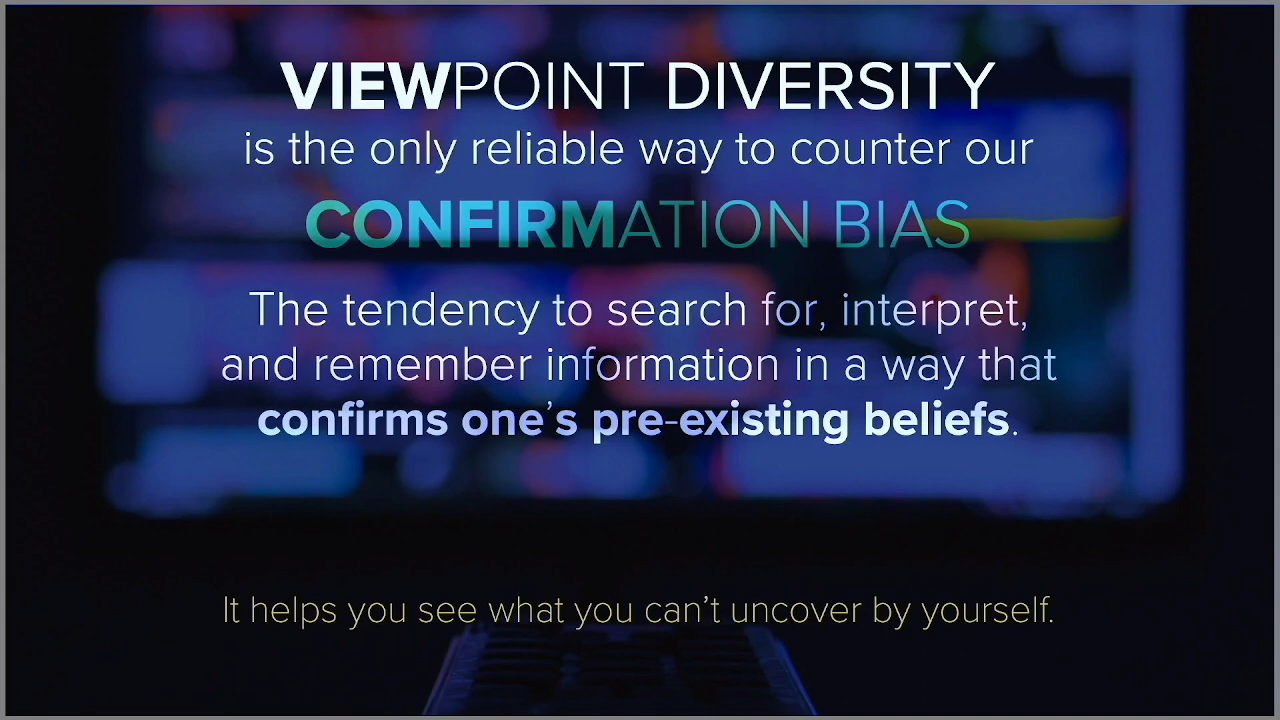 VIEWPOINT DIVERSITY
is the only reliable way to counter our
CONFIRMATION BIAS
The tendency to search for, interpret,
and remember information in a way that
confirms one’s pre-existing beliefs.
It helps you see what you can’t uncover by yourself.